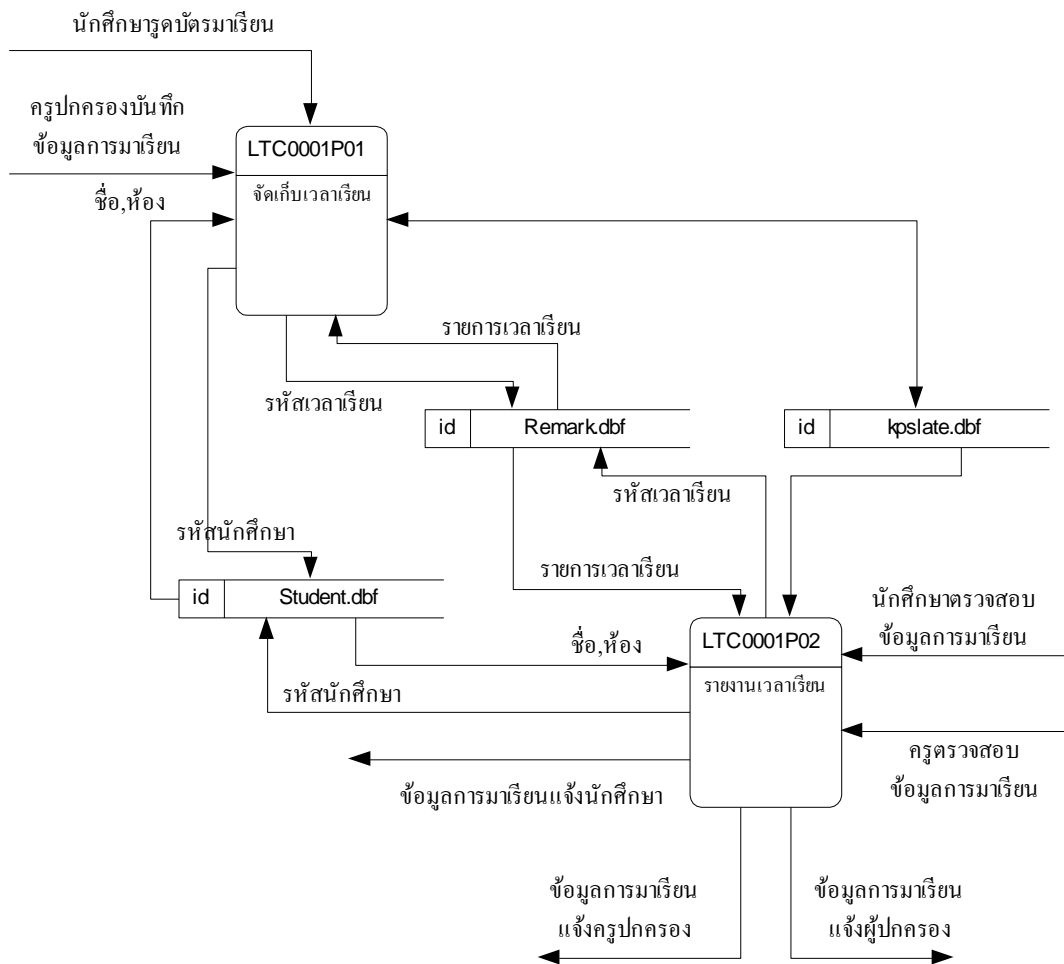 นักศึกษารูดบัตรมาเรียน
ครูปกครองบันทึก
ข้อมูลการมาเรียน
LTC0001P01
จัดเก็บเวลาเรียน
ชื่อ,ห้อง
รายการเวลาเรียน
รหัสเวลาเรียน
id Remark.dbf
id kpslate.dbf
รหัสเวลาเรียน
รหัสนักศึกษา
รายการเวลาเรียน
id Student.dbf
นักศึกษาตรวจสอบ
ข้อมูลการมาเรียน
ชื่อ,ห้อง
LTC0001P02
รายงานเวลาเรียน
รหัสนักศึกษา
ครูตรวจสอบ
ข้อมูลการมาเรียน
ข้อมูลการมาเรียนแจ้งนักศึกษา
ข้อมูลการมาเรียน
แจ้งครูปกครอง
ข้อมูลการมาเรียน
แจ้งผู้ปกครอง